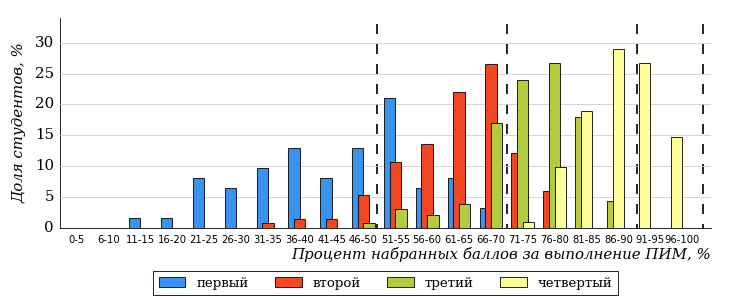 Доля студентов, %
30
25
20
15
10
5
0
0-5 6-10 11-15 16-20 21-25 26-30 31-35 36-40 41-45 46-50 51-55 56-60 61-65 66-70 71-75 76-80 81-85 86-90 91-95 96-100
Процент набранных баллов за выполнение ПИМ, %
первый второй третий четвертый